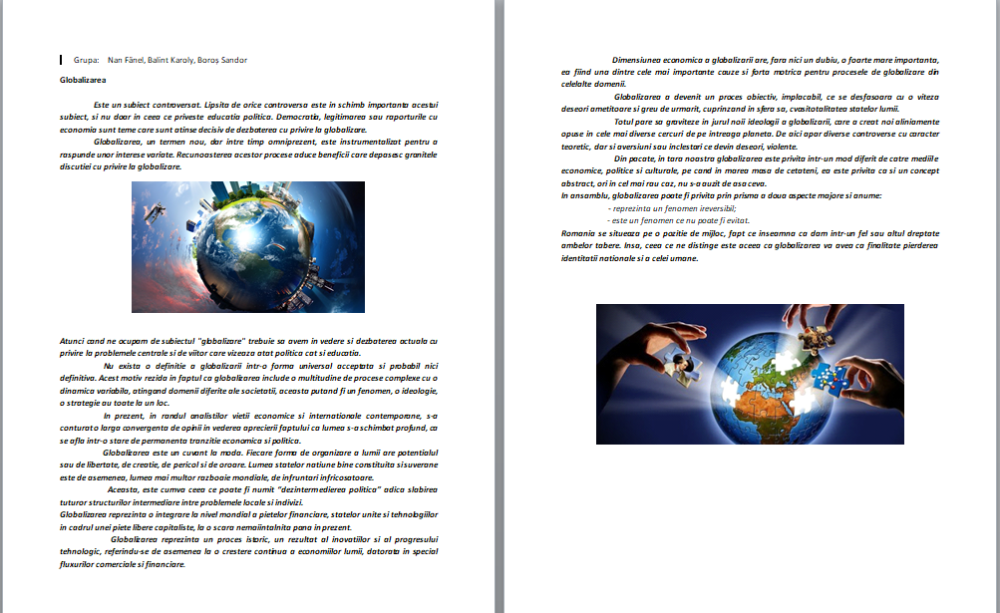 Grupa: Nan Fănel, Balint Karoly, Boroș Sandor
Globalizarea
Este un subiect controversat. Lipsita de orice controversa este in schimb importanta acestui
subiect, si nu doar in ceea ce priveste educatia politica. Democratia, legitimarea sau raporturile cu
economia sunt teme care sunt atinse decisiv de dezbaterea cu privire la globalizare.
Globalizarea, un termen nou, dar intre timp omniprezent, este instrumentalizat pentru a
raspunde unor interese variate. Recunoasterea acestor procese aduce beneficii care depasesc granitele
discutiei cu privire la globalizare.
Atunci cand ne ocupam de subiectul "globalizare" trebuie sa avem in vedere si dezbaterea actuala cu
privire la problemele centrale si de viitor care vizeaza atat politica cat si educatia.
Nu exista o definitie a globalizarii intr-o forma universal acceptata si probabil nici
definitiva. Acest motiv rezida in faptul ca globalizarea include o multitudine de procese complexe cu o
dinamica variabila, atingand domenii diferite ale societatii, aceasta putand fi un fenomen, o ideologie,
o strategie au toate la un loc.
In prezent, in randul analistilor vietii economice si internationale contemporane, s-a
conturat o larga convergenta de opinii in vederea aprecierii faptului ca lumea s-a schimbat profund, ca
se afla intr-o stare de permanenta tranzitie economica si politica.
Globalizarea este un cuvant la moda. Fiecare forma de organizare a lumii are potentialul
sau de libertate, de creatie, de pericol si de oroare. Lumea statelor natiune bine constituita si suverane
este de asemenea, lumea mai multor razboaie mondiale, de infruntari infricosatoare.
Aceasta, este cumva ceea ce poate fi numit “dezintermedierea politica” adica slabirea
tuturor structurilor intermediare intre problemele locale si indivizi.
Globalizarea reprezinta o integrare la nivel mondial a pietelor financiare, statelor unite si tehnologiilor
in cadrul unei piete libere capitaliste, la o scara nemaiintalnita pana in prezent.
Globalizarea reprezinta un proces istoric, un rezultat al inovatiilor si al progresului
tehnologic, referindu-se de asemenea la o crestere continua a economiilor lumii, datorata in special
fluxurilor comerciale si financiare.
Dimensiunea economica a globalizarii are, fara nici un dubiu, o foarte mare importanta,
ea fiind una dintre cele mai importante cauze si forta motrica pentru procesele de globalizare din
celelalte domenii.
Globalizarea a devenit un proces obiectiv, implacabil, ce se desfasoara cu o viteza
deseori ametitoare si greu de urmarit, cuprinzand in sfera sa, cvasitotalitatea statelor lumii.
Totul pare sa graviteze in jurul noii ideologii a globalizarii, care a creat noi aliniamente
opuse in cele mai diverse cercuri de pe intreaga planeta. De aici apar diverse controverse cu caracter
teoretic, dar si aversiuni sau inclestari ce devin deseori, violente.
Din pacate, in tara noastra globalizarea este privita intr-un mod diferit de catre mediile
economice, politice si culturale, pe cand in marea masa de cetateni, ea este privita ca si un concept
abstract, ori in cel mai rau caz, nu s-a auzit de asa ceva.
In ansamblu, globalizarea poate fi privita prin prisma a doua aspecte majore si anume:
- reprezinta un fenomen ireversibil;
- este un fenomen ce nu poate fi evitat.
Romania se situeaza pe o pozitie de mijloc, fapt ce inseamna ca dam intr-un fel sau altul dreptate
ambelor tabere. Insa, ceea ce ne distinge este aceea ca globalizarea va avea ca finalitate pierderea
identitatii nationale si a celei umane.